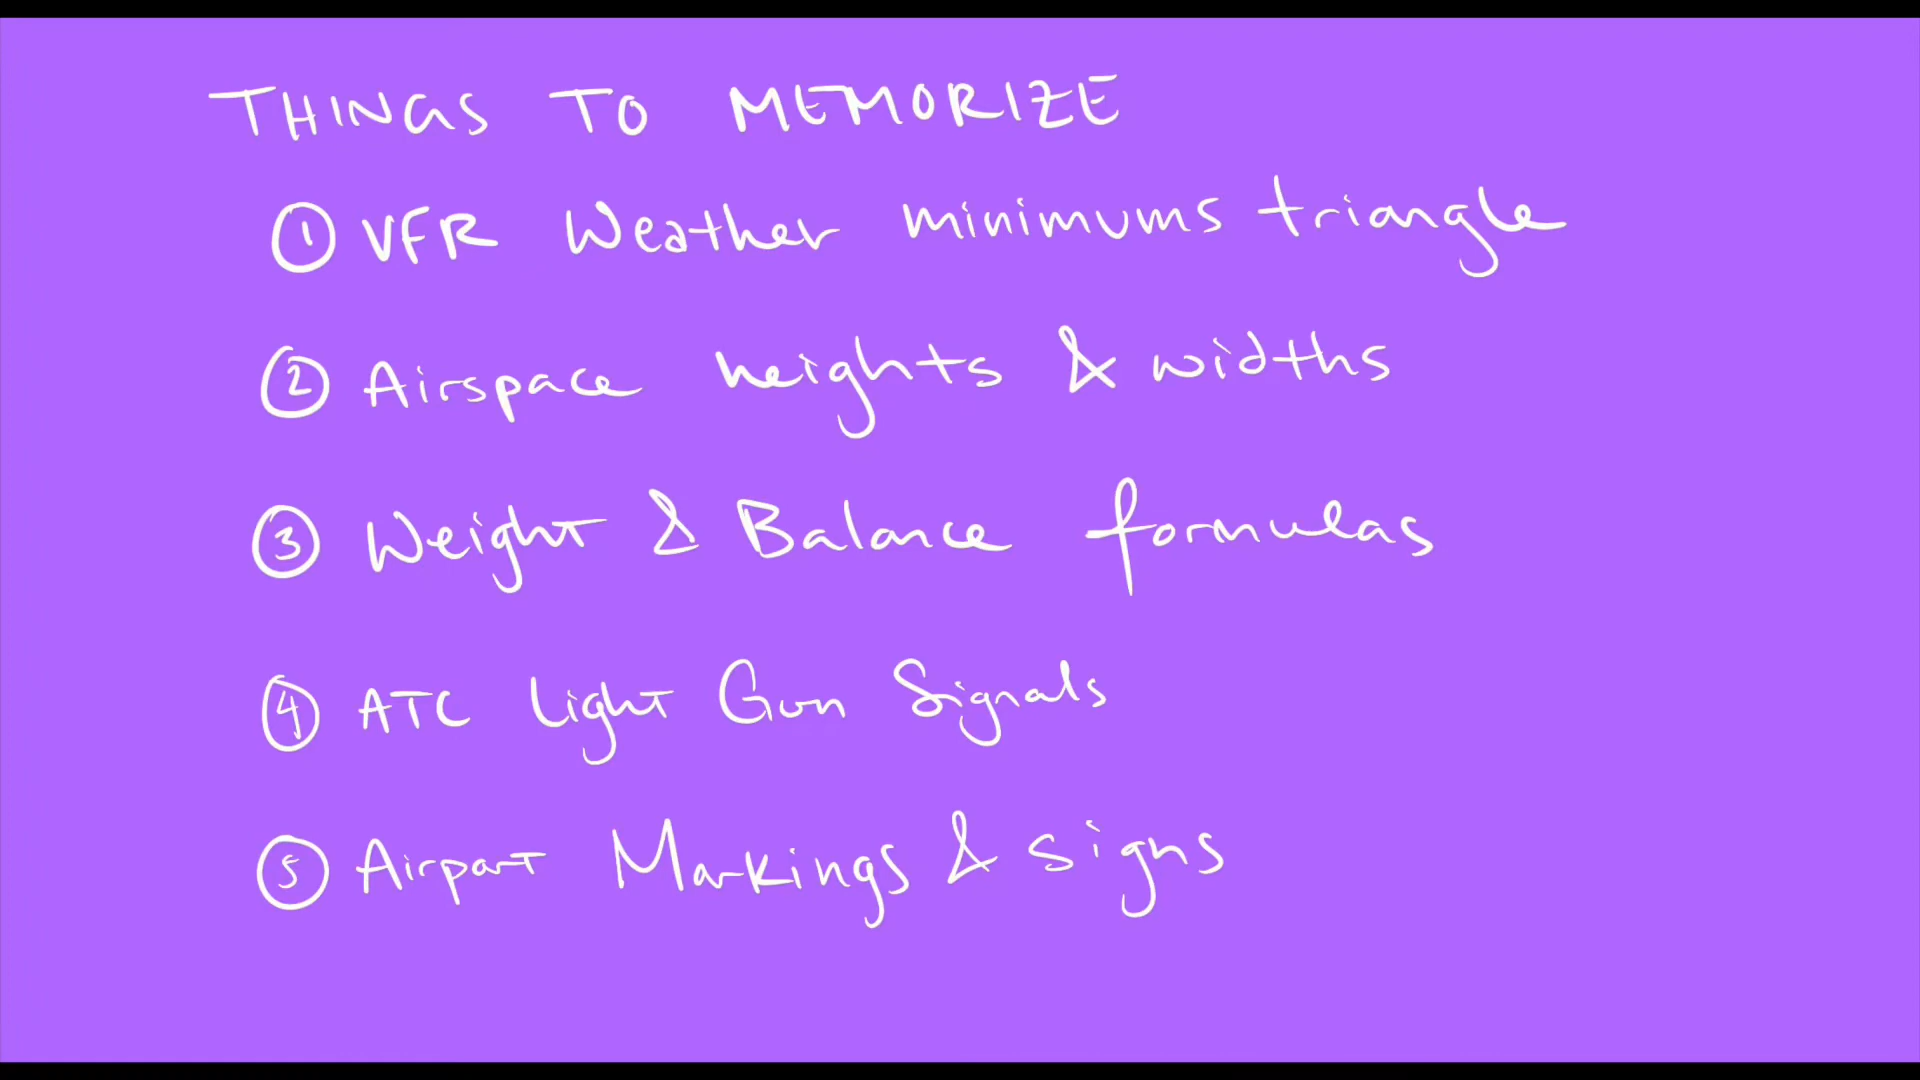 THINGS TO MEMORIZE
1 VFR Weather minimums triangle
2 Airspace heights & widths
3 Weight & Balance formulas
4 ATC Light Gun Signals
5 Airport Markings & signs